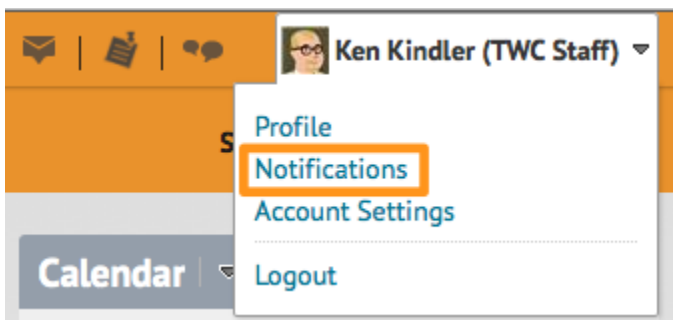 Ken Kindler (TWC Staff)
S
Profile
Notifications
Account Settings
Calendar
Logout